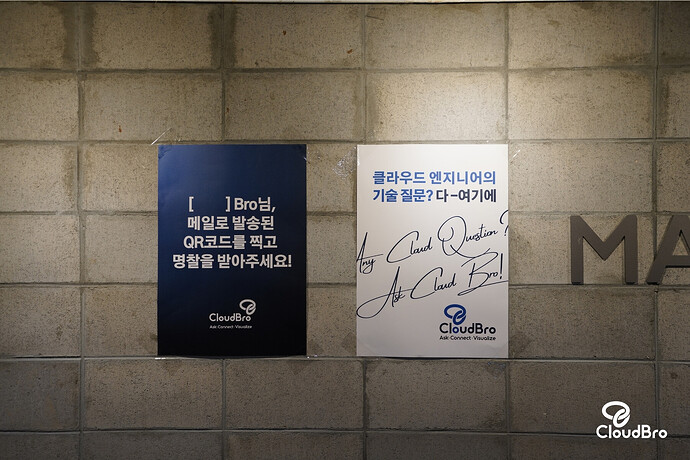 [ ] Bro님,
메일로 발송된
QR코드를 찍고
명찰을 받아주세요!
CloudBro
Ask·Connect·Visualize
클라우드 엔지니어의
기술 질문? 다-여기에
Any Cloud Question?
Ask Cloud Bro!
CloudBro
Ask·Connect·Visualize
MA
CloudBro